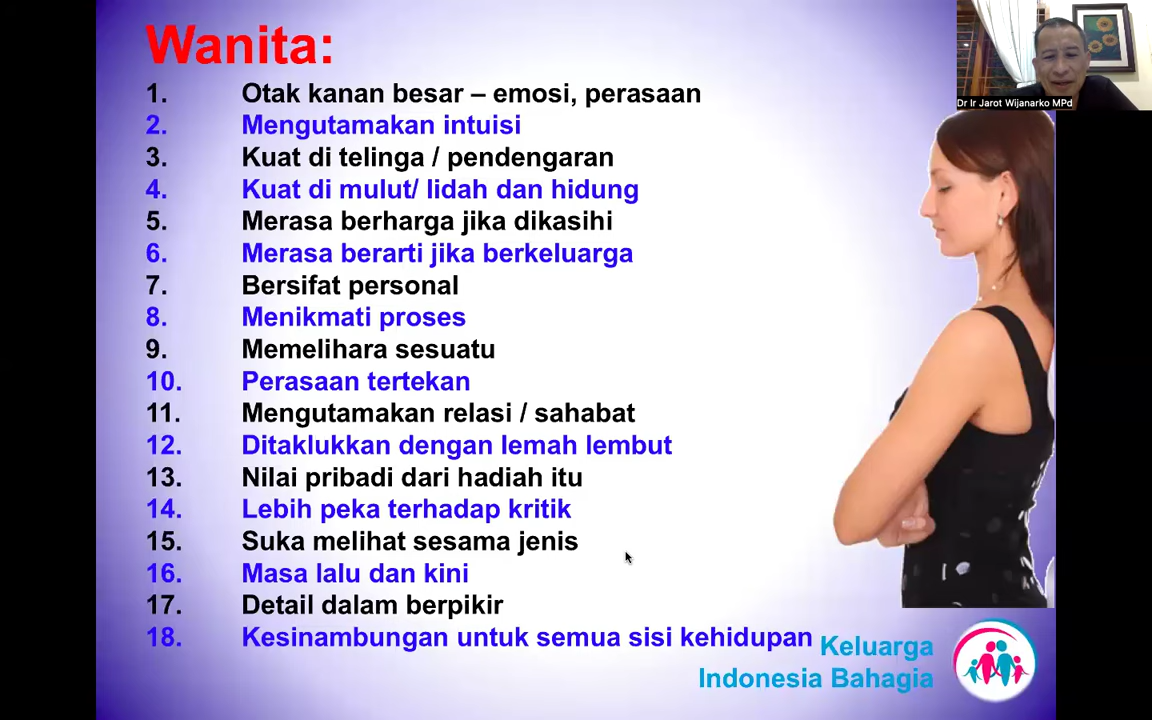 Wanita:
1. Otak kanan besar – emosi, perasaan
2. Mengutamakan intuisi
3. Kuat di telinga / pendengaran
4. Kuat di mulut/ lidah dan hidung
5. Merasa berharga jika dikasihi
6. Merasa berarti jika berkeluarga
7. Bersifat personal
8. Menikmati proses
9. Memelihara sesuatu
10. Perasaan tertekan
11. Mengutamakan relasi / sahabat
12. Ditaklukkan dengan lemah lembut
13. Nilai pribadi dari hadiah itu
14. Lebih peka terhadap kritik
15. Suka melihat sesama jenis
16. Masa lalu dan kini
17. Detail dalam berpikir
18. Kesinambungan untuk semua sisi kehidupan
Keluarga
Indonesia Bahagia
Dr Ir Jarot Wijanarko MPd